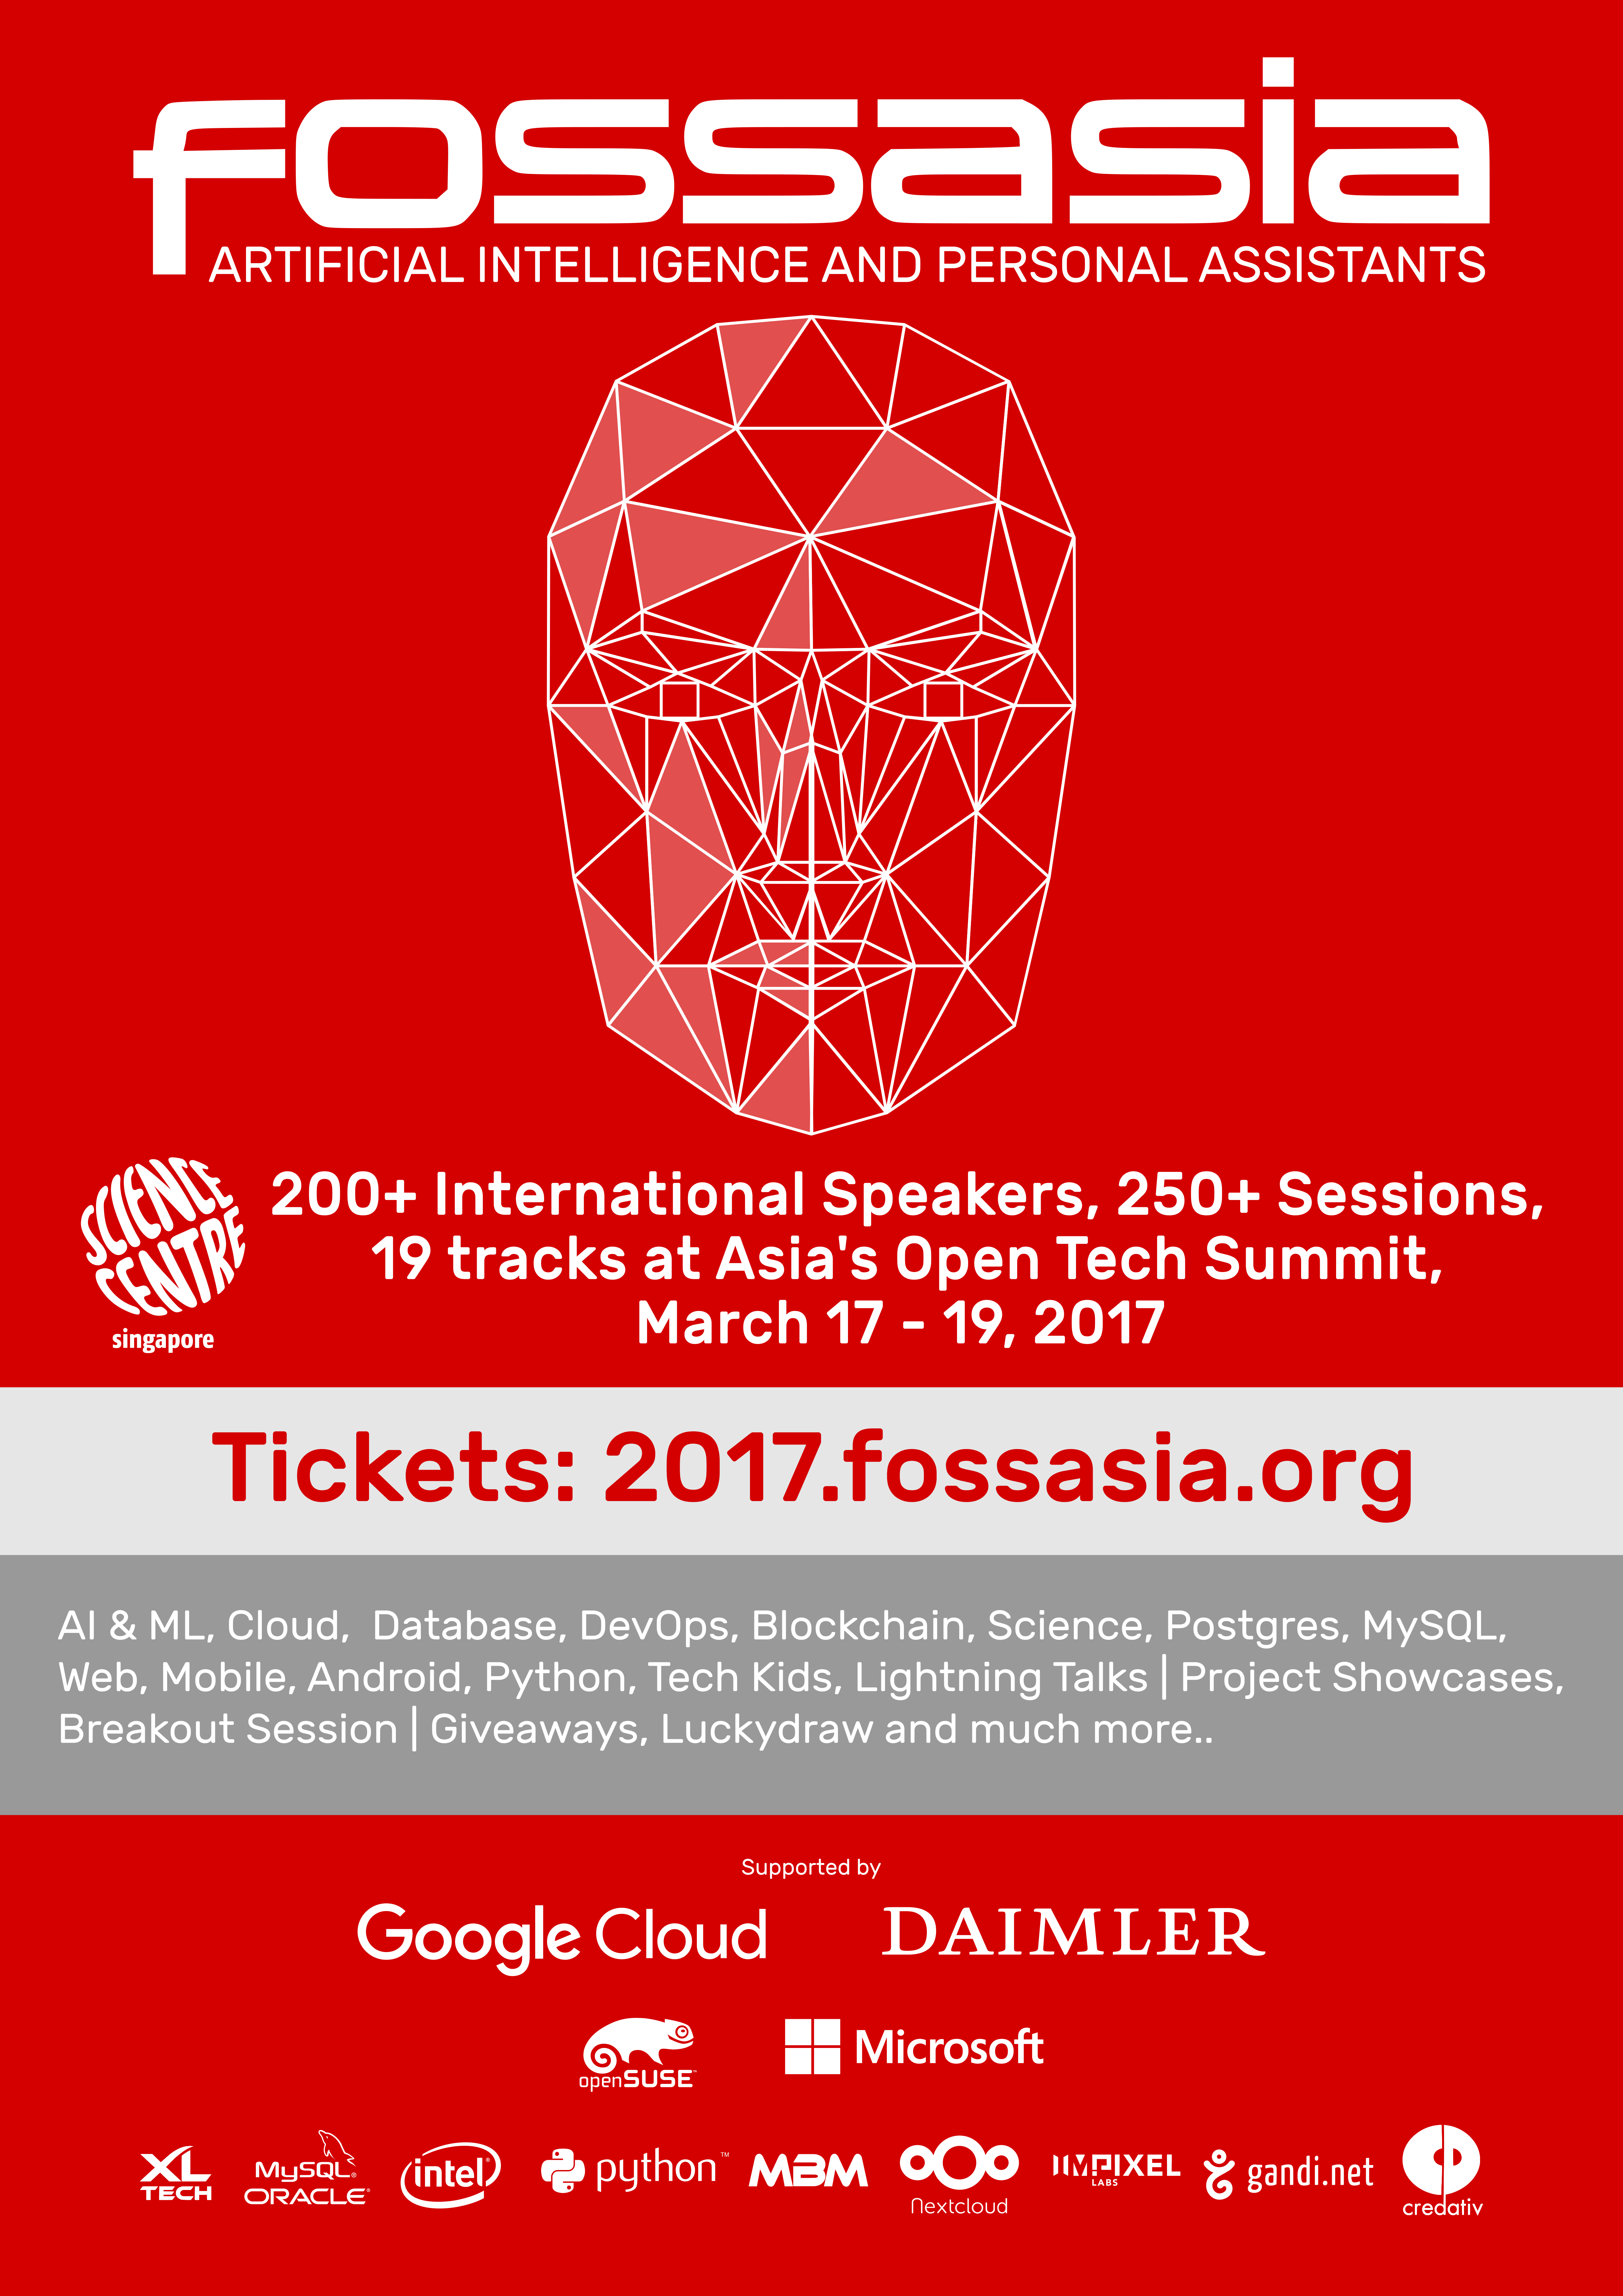 fossasia
ARTIFICIAL INTELLIGENCE AND PERSONAL ASSISTANTS
SCIENCE
CENTRE
singapore
200+ International Speakers, 250+ Sessions,
19 tracks at Asia's Open Tech Summit,
March 17 - 19, 2017
Tickets: 2017.fossasia.org
AI & ML, Cloud,  Database, DevOps, Blockchain, Science, Postgres, MySQL,
Web, Mobile, Android, Python, Tech Kids, Lightning Talks | Project Showcases,
Breakout Session | Giveaways, Luckydraw and much more..
Supported by
Google Cloud
DAIMLER
openSUSE
Microsoft
XL
TECH
MySQL®
ORACLE®
intel®
python™
MBM
Nextcloud
IMPIXEL
LABS
gandi.net
credativ